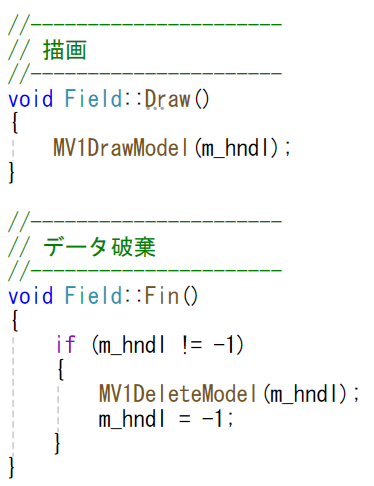 //----------------------
// 描画
//----------------------
void Field::Draw()
{
    MV1DrawModel(m_hndl);
}

//----------------------
// データ破棄
//----------------------
void Field::Fin()
{
    if (m_hndl != -1)
    {
        MV1DeleteModel(m_hndl);
        m_hndl = -1;
    }
}